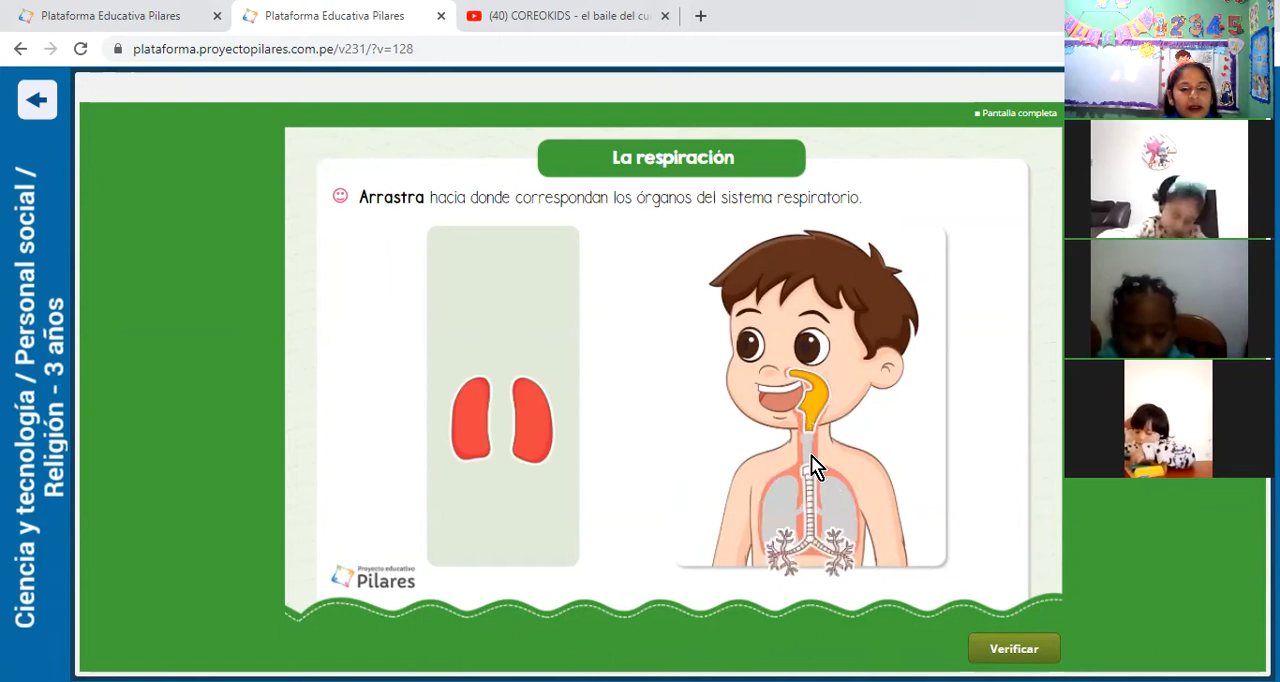 Plataforma Educativa Pilares
Plataforma Educativa Pilares
(40) COREOKIDS - el baile del cu
plataforma.proyectopilares.com.pe/v231/?v=128
Pantalla completa
La respiración
Arrastra hacia donde correspondan los órganos del sistema respiratorio.
Ciencia y tecnología / Personal social /
Religión - 3 años
Proyecto educativo
Pilares
Verificar